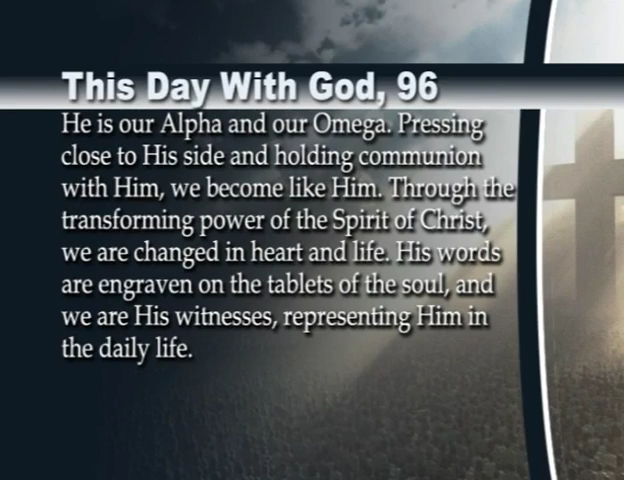 This Day With God, 96
He is our Alpha and our Omega. Pressing
close to His side and holding communion
with Him, we become like Him. Through the
transforming power of the Spirit of Christ,
we are changed in heart and life. His words
are engraven on the tablets of the soul, and
we are His witnesses, representing Him in
the daily life.